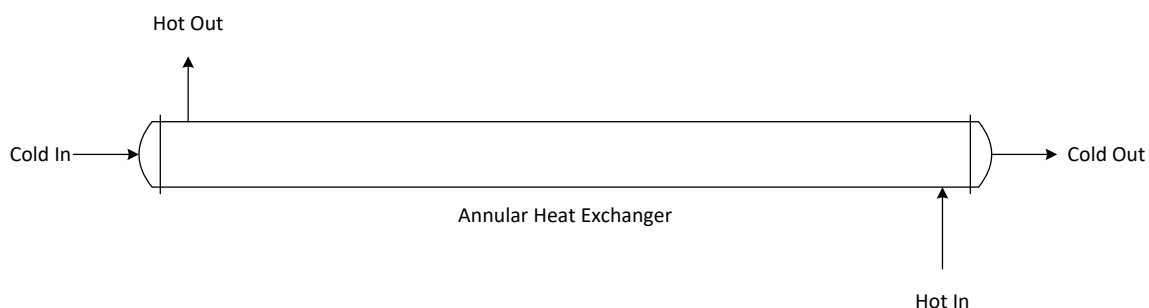 Hot Out
Cold In
Cold Out
Annular Heat Exchanger
Hot In